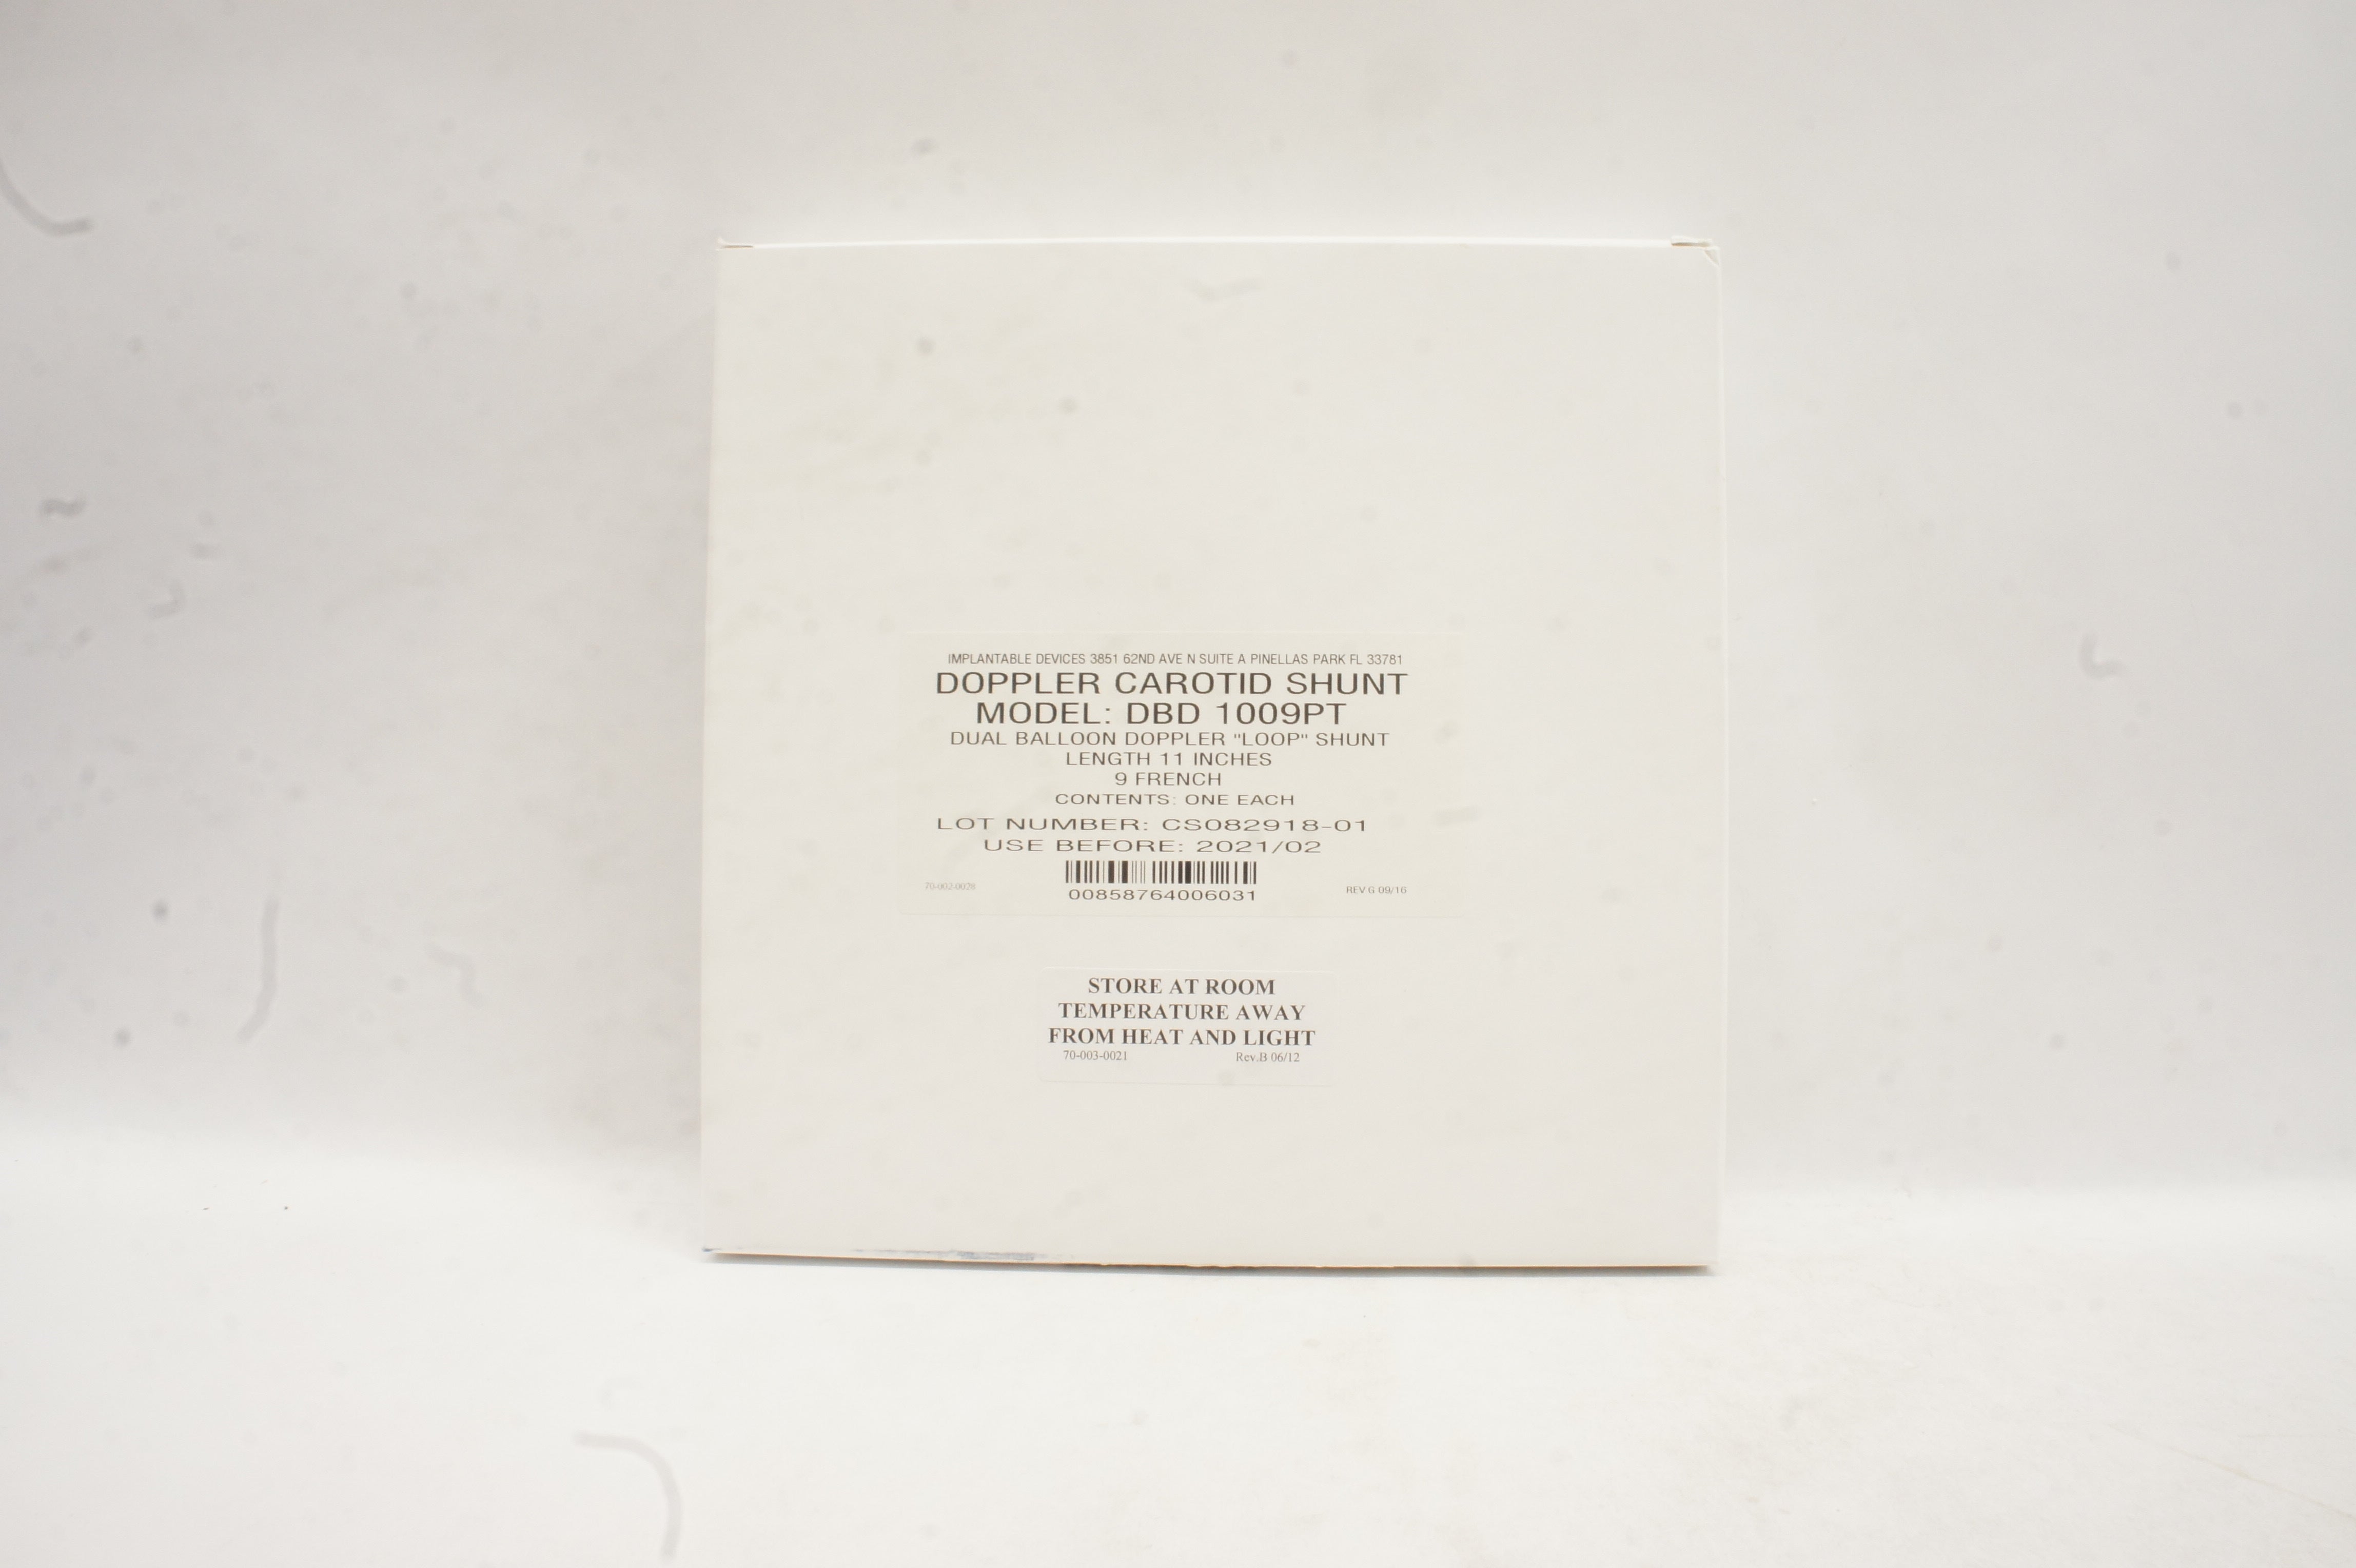 IMPLANTABLE DEVICES 3851 62ND AVE N SUITE A PINELLAS PARK FL 33781
DOPPLER CAROTID SHUNT
MODEL: DBD 1009PT
DUAL BALLOON DOPPLER "LOOP" SHUNT
LENGTH 11 INCHES
9 FRENCH
CONTENTS: ONE EACH
LOT NUMBER: CS082918-01
USE BEFORE: 2021/02
00858764006031
REV G 09/16
STORE AT ROOM
TEMPERATURE AWAY
FROM HEAT AND LIGHT
70-003-0021 Rev.B 06/12